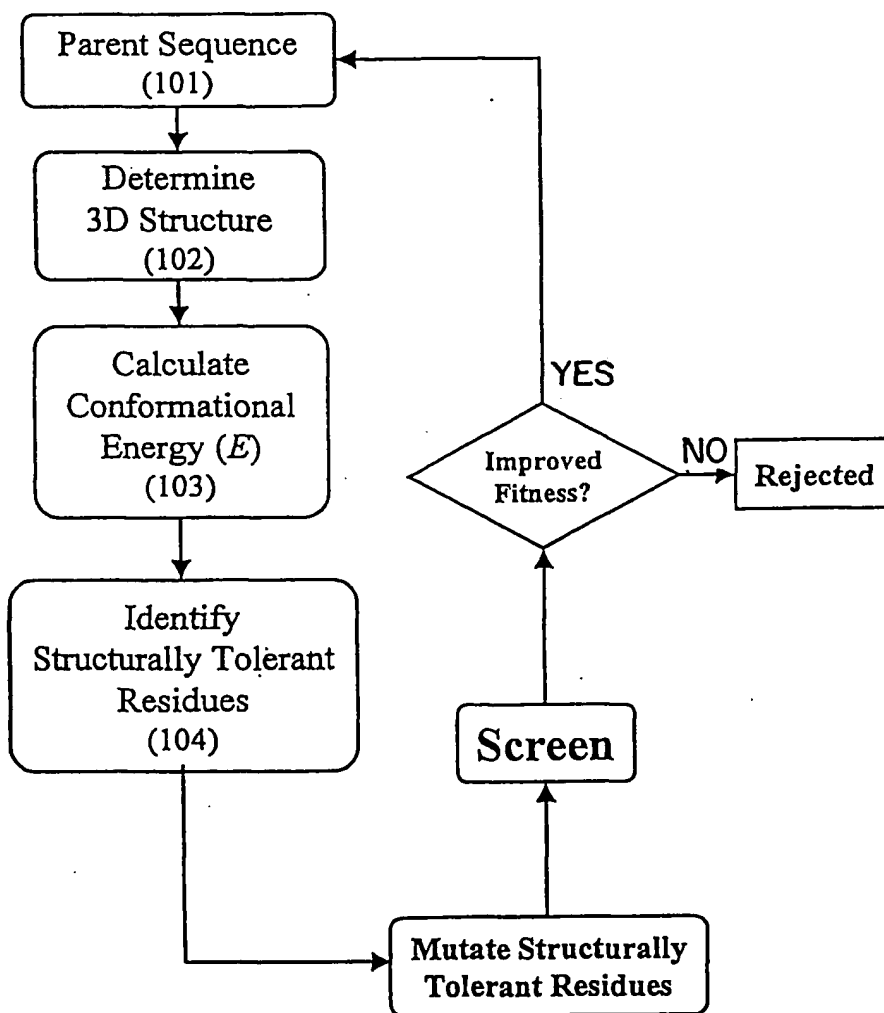 Parent Sequence
(101)
Determine
3D Structure
(102)
Calculate
Conformational
Energy (E)
(103)
Identify
Structurally Tolerant
Residues
(104)
Mutate Structurally
Tolerant Residues
Screen
Improved
Fitness?
YES
NO
Rejected